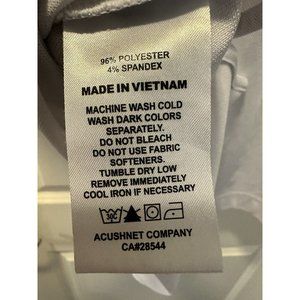 96% POLYESTER
4% SPANDEX
MADE IN VIETNAM
MACHINE WASH COLD
WASH DARK COLORS
SEPARATELY.
DO NOT BLEACH
DO NOT USE FABRIC
SOFTENERS.
TUMBLE DRY LOW
REMOVE IMMEDIATELY
COOL IRON IF NECESSARY
ACUSHNET COMPANY
CA#28544